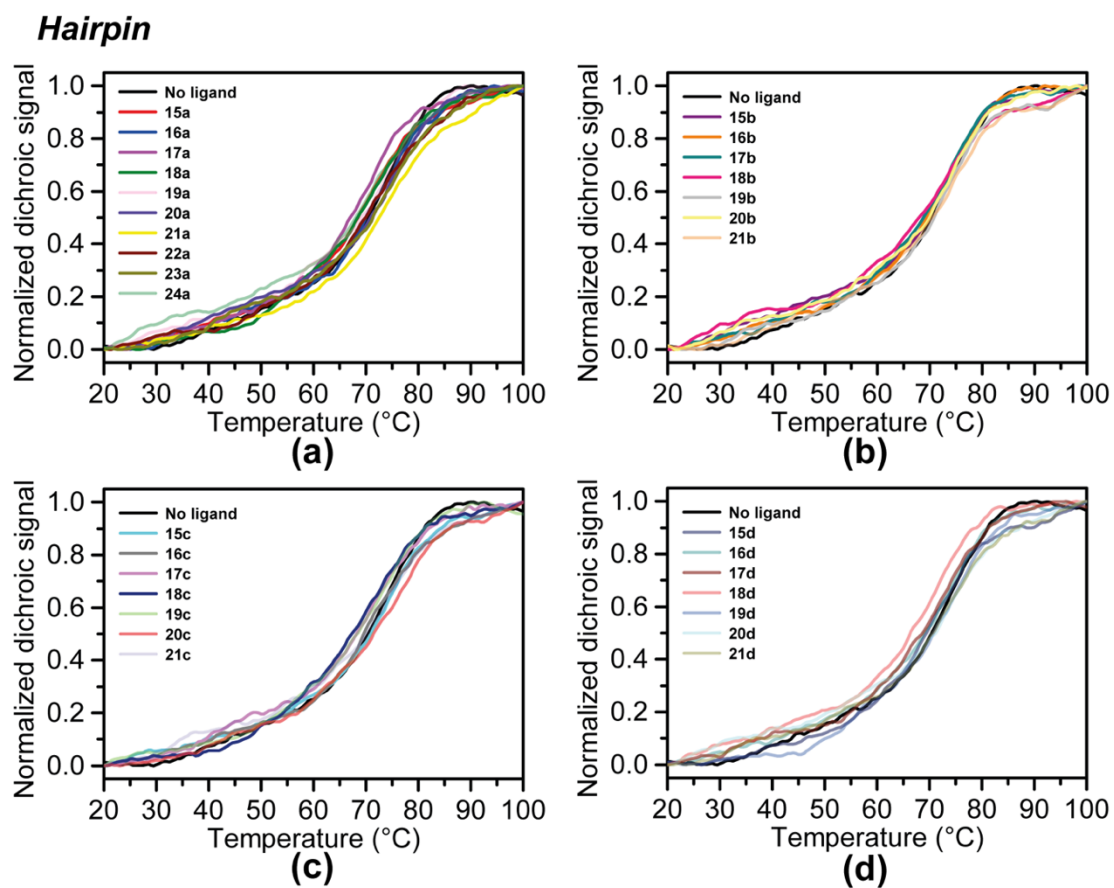 Hairpin
Normalized dichroic signal
1.0
0.8
0.6
0.4
0.2
0.0
No ligand
15a
16a
17a
18a
19a
20a
21a
22a
23a
24a
20 30 40 50 60 70 80 90 100
Temperature (°C)
(a)
Normalized dichroic signal
1.0
0.8
0.6
0.4
0.2
0.0
No ligand
15b
16b
17b
18b
19b
20b
21b
20 30 40 50 60 70 80 90 100
Temperature (°C)
(b)
Normalized dichroic signal
1.0
0.8
0.6
0.4
0.2
0.0
No ligand
15c
16c
17c
18c
19c
20c
21c
20 30 40 50 60 70 80 90 100
Temperature (°C)
(c)
Normalized dichroic signal
1.0
0.8
0.6
0.4
0.2
0.0
No ligand
15d
16d
17d
18d
19d
20d
21d
20 30 40 50 60 70 80 90 100
Temperature (°C)
(d)